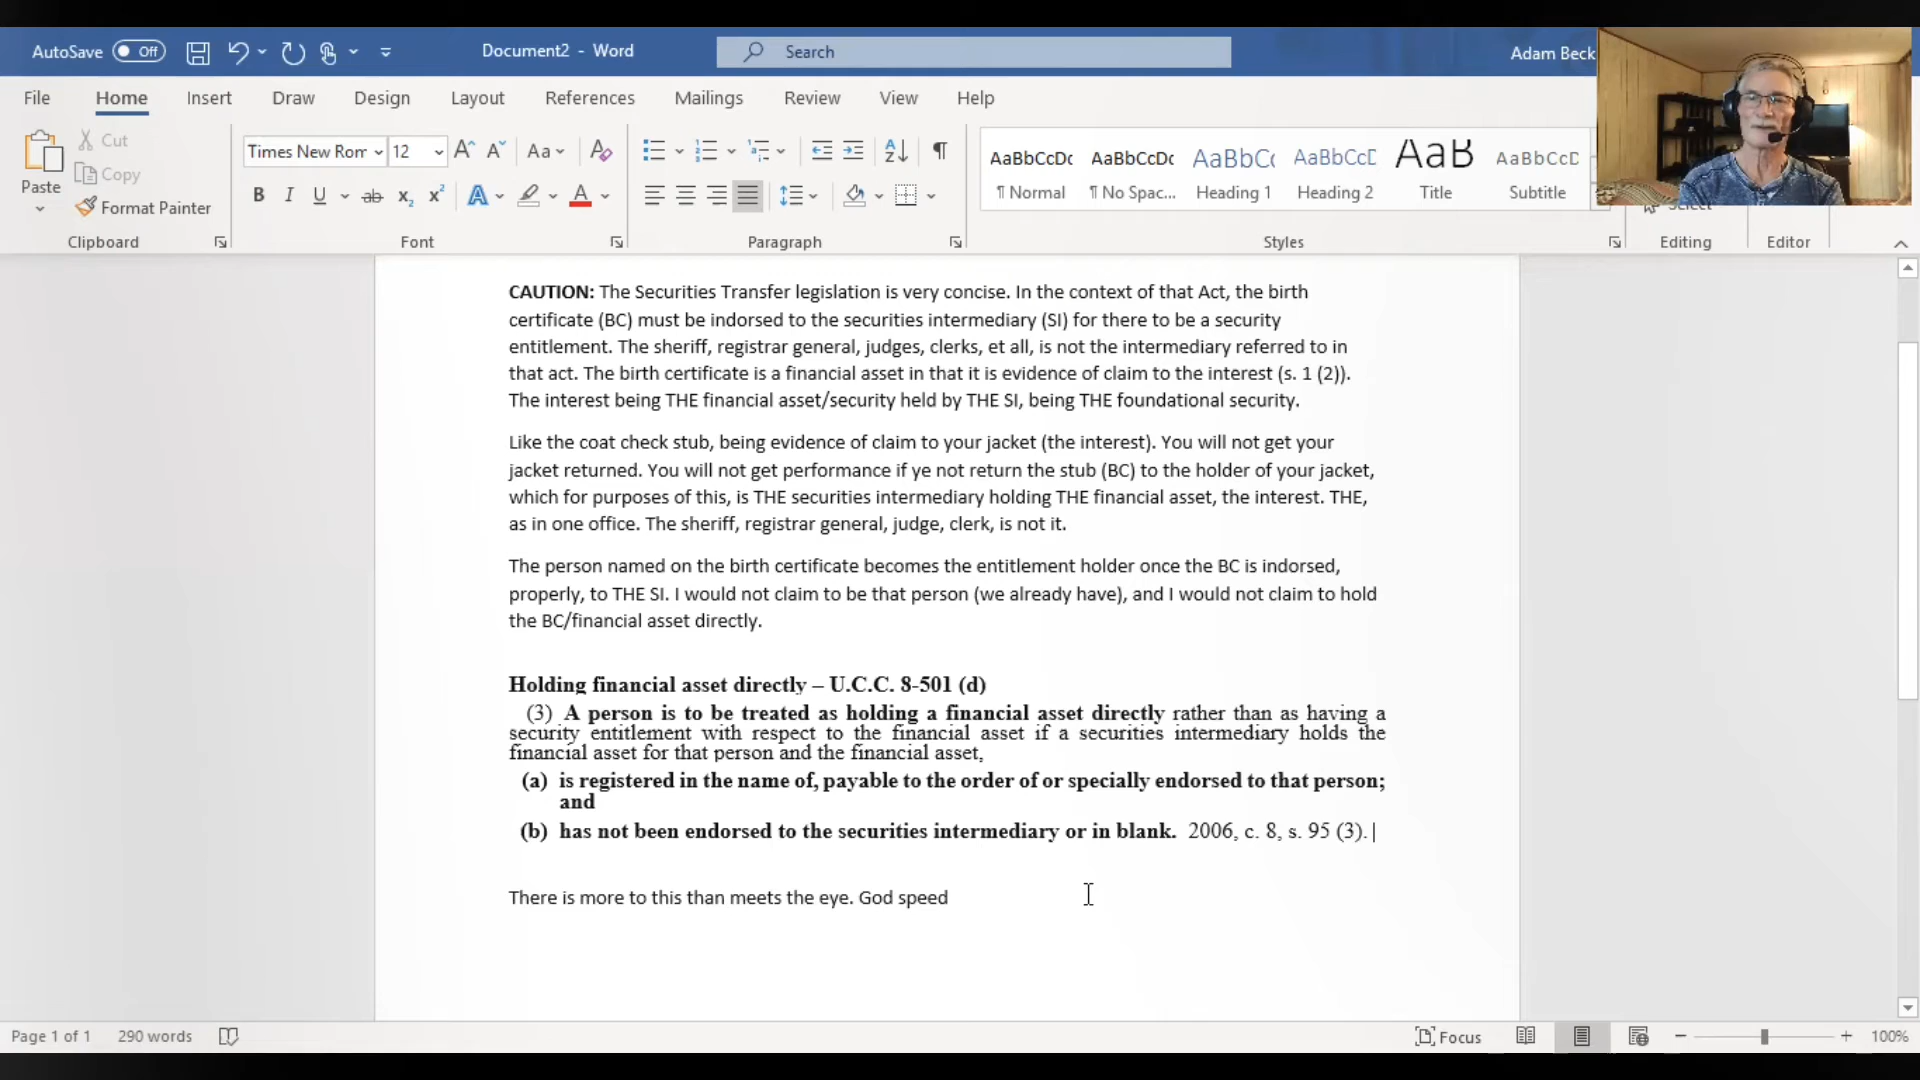 AutoSave Off
Document2 - Word
Search
Adam Beck
File Home Insert Draw Design Layout References Mailings Review View Help
Paste
Cut
Copy
Format Painter
Clipboard
Times New Ror 12
Aa
Font
Paragraph
AaBbCcDc AaBbCcDc AaBbC AaBbCcD AaB AaBbCcD
¶ Normal ¶ No Spac... Heading 1 Heading 2 Title Subtitle
Styles
Select
Editing
Editor
CAUTION: The Securities Transfer legislation is very concise. In the context of that Act, the birth
certificate (BC) must be indorsed to the securities intermediary (SI) for there to be a security
entitlement. The sheriff, registrar general, judges, clerks, et all, is not the intermediary referred to in
that act. The birth certificate is a financial asset in that it is evidence of claim to the interest (s. 1 (2)).
The interest being THE financial asset/security held by THE SI, being THE foundational security.
Like the coat check stub, being evidence of claim to your jacket (the interest). You will not get your
jacket returned. You will not get performance if ye not return the stub (BC) to the holder of your jacket,
which for purposes of this, is THE securities intermediary holding THE financial asset, the interest. THE,
as in one office. The sheriff, registrar general, judge, clerk, is not it.
The person named on the birth certificate becomes the entitlement holder once the BC is indorsed,
properly, to THE SI. I would not claim to be that person (we already have), and I would not claim to hold
the BC/financial asset directly.
Holding financial asset directly – U.C.C. 8-501 (d)
(3) A person is to be treated as holding a financial asset directly rather than as having a
security entitlement with respect to the financial asset if a securities intermediary holds the
financial asset for that person and the financial asset,
(a) is registered in the name of, payable to the order of or specially endorsed to that person;
and
(b) has not been endorsed to the securities intermediary or in blank. 2006, c. 8, s. 95 (3).
There is more to this than meets the eye. God speed
Page 1 of 1 290 words
Focus
100%